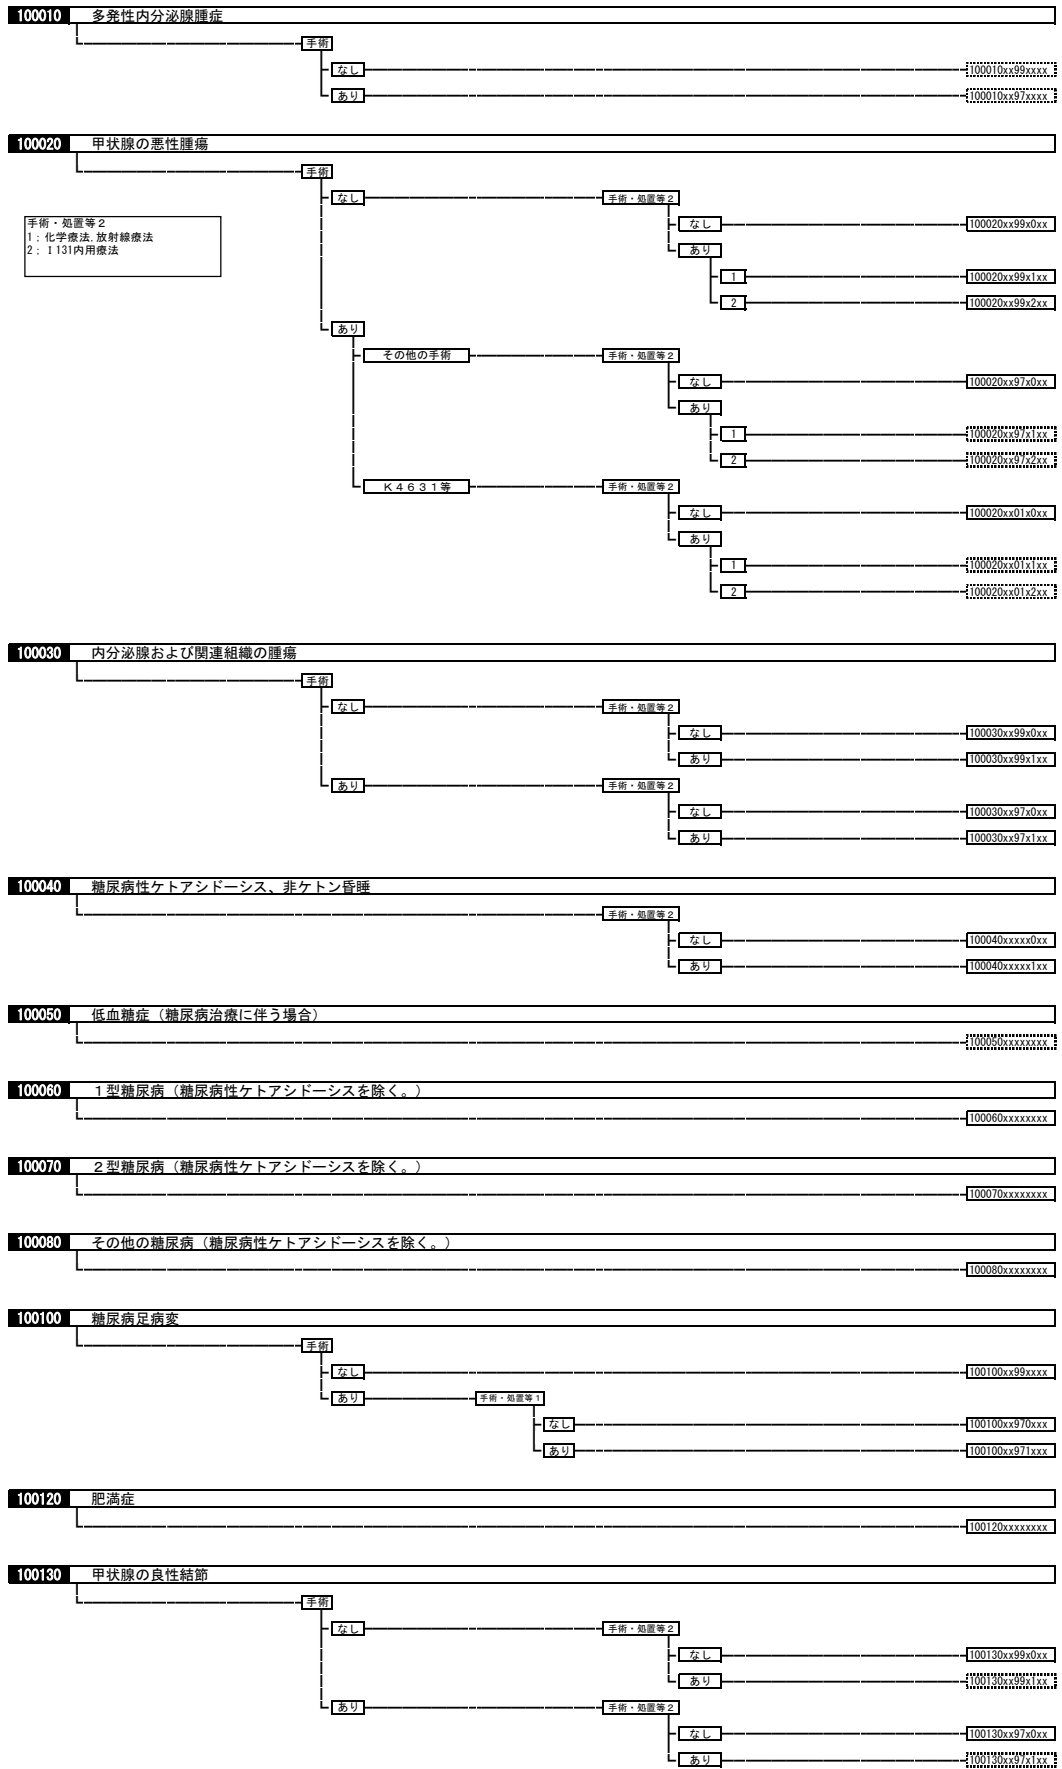 100010 多発性内分泌腺腫症
手術
なし 100010xx99xxxx
あり 100010xx97xxxx
100020 甲状腺の悪性腫瘍
手術
なし 手術・処置等2
手術・処置等2
1；化学療法，放射線療法
2；I131内用療法
なし 100020xx99x0xx
あり
1 100020xx99x1xx
2 100020xx99x2xx
あり
その他の手術 手術・処置等2
なし 100020xx97x0xx
あり
1 100020xx97x1xx
2 100020xx97x2xx
K4631等 手術・処置等2
なし 100020xx01x0xx
あり
1 100020xx01x1xx
2 100020xx01x2xx
100030 内分泌腺および関連組織の腫瘍
手術
なし 手術・処置等2
なし 100030xx99x0xx
あり 100030xx99x1xx
あり 手術・処置等2
なし 100030xx97x0xx
あり 100030xx97x1xx
100040 糖尿病性ケトアシドーシス、非ケトン昏睡
手術・処置等2
なし 100040xxxxx0xx
あり 100040xxxxx1xx
100050 低血糖症（糖尿病治療に伴う場合）
100050xxxxxxxx
100060 1型糖尿病（糖尿病性ケトアシドーシスを除く。）
100060xxxxxxxx
100070 2型糖尿病（糖尿病性ケトアシドーシスを除く。）
100070xxxxxxxx
100080 その他の糖尿病（糖尿病性ケトアシドーシスを除く。）
100080xxxxxxxx
100100 糖尿病足病変
手術
なし 100100xx99xxxx
あり 手術・処置等1
なし 100100xx970xxx
あり 100100xx971xxx
100120 肥満症
100120xxxxxxxx
100130 甲状腺の良性結節
手術
なし 手術・処置等2
なし 100130xx99x0xx
あり 100130xx99x1xx
あり 手術・処置等2
なし 100130xx97x0xx
あり 100130xx97x1xx